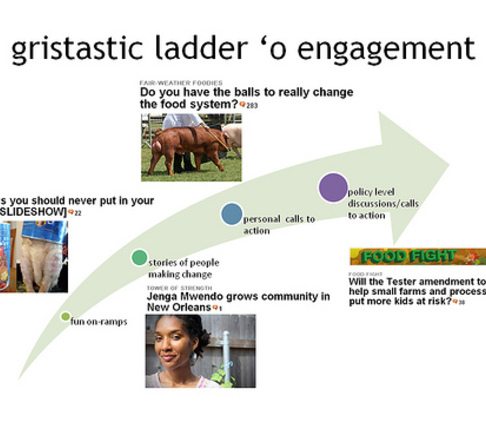 gristastic ladder ‘o engagement
FAIR-WEATHER FOODIES
Do you have the balls to really change
the food system? 203
s you should never put in your
SLIDESHOW] 22
policy level
discussions/calls
to action
personal calls to
action
stories of people
making change
FOOD FIGHT
FOOD FIGHT
Will the Tester amendment to
help small farms and process
put more kids at risk? 38
TOWER OF STRENGTH
Jenga Mwendo grows community in
New Orleans 1
fun on-ramps